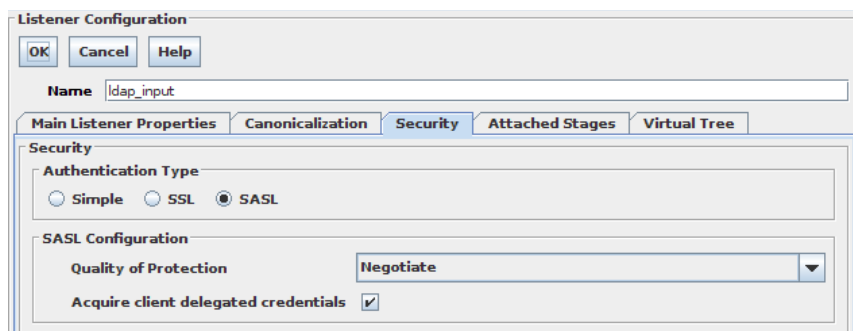 Listener Configuration
OK Cancel Help
Name ldap_input
Main Listener Properties Canonicalization Security Attached Stages Virtual Tree
Security
Authentication Type
Simple SSL SASL
SASL Configuration
Quality of Protection Negotiate
Acquire client delegated credentials